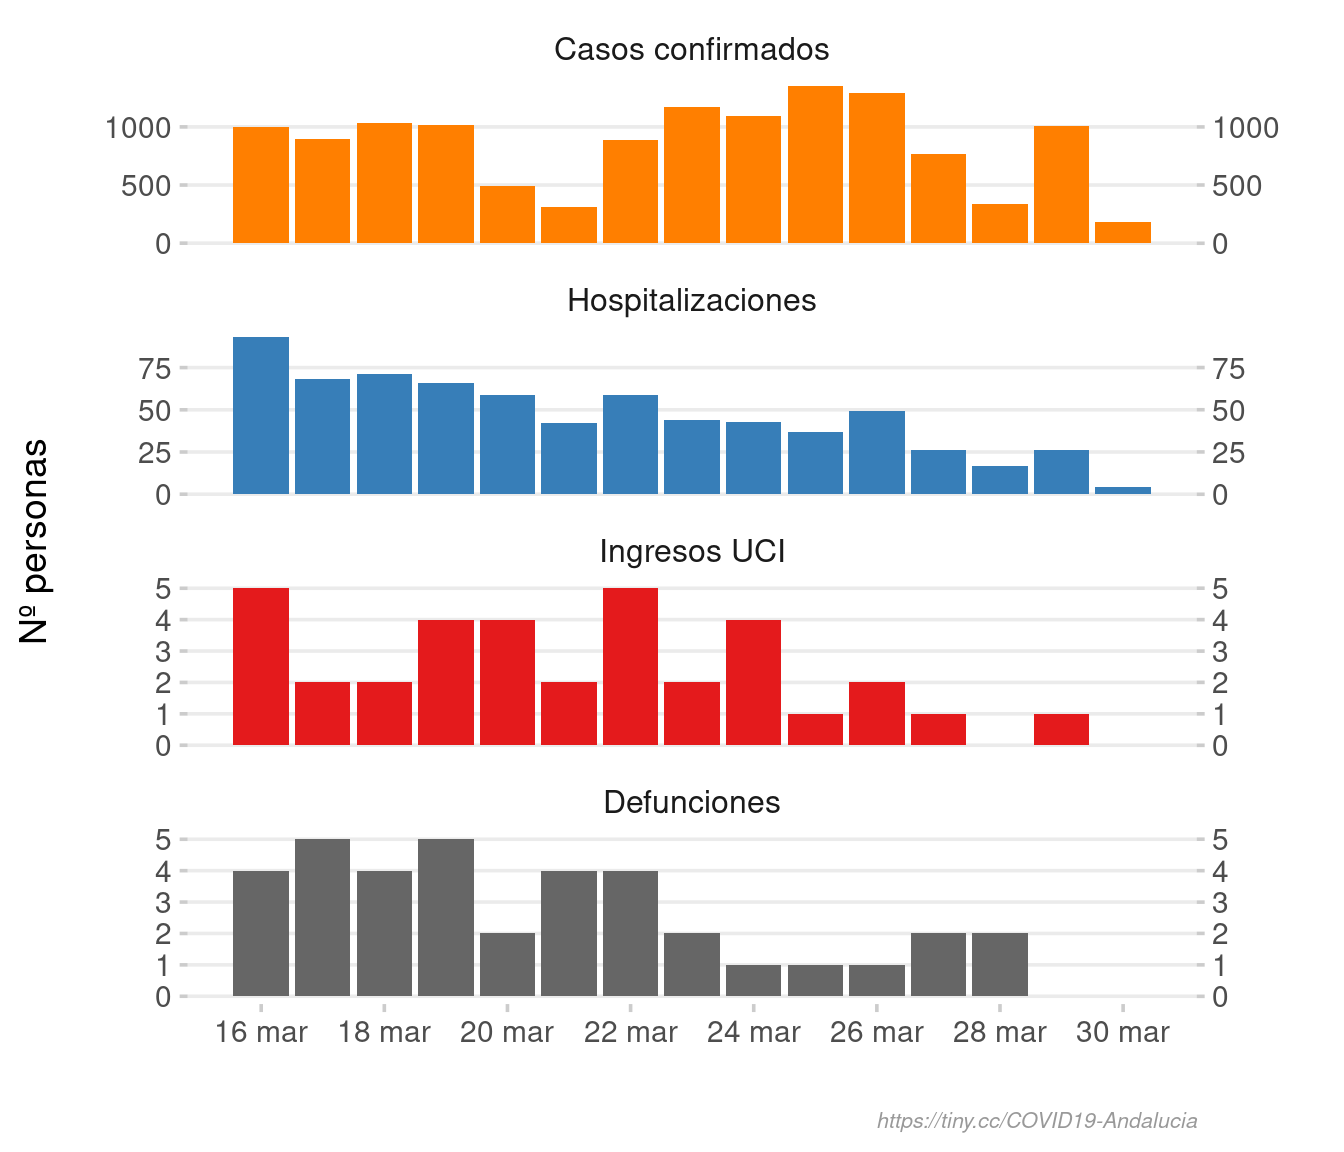 Casos confirmados
1000 1000
500 500
0 0
Hospitalizaciones
75 75
50 50
25 25
0 0
Nº personas
Ingresos UCI
5 5
4 4
3 3
2 2
1 1
0 0
Defunciones
5 5
4 4
3 3
2 2
1 1
0 0
16 mar 18 mar 20 mar 22 mar 24 mar 26 mar 28 mar 30 mar
https://tiny.cc/COVID19-Andalucia